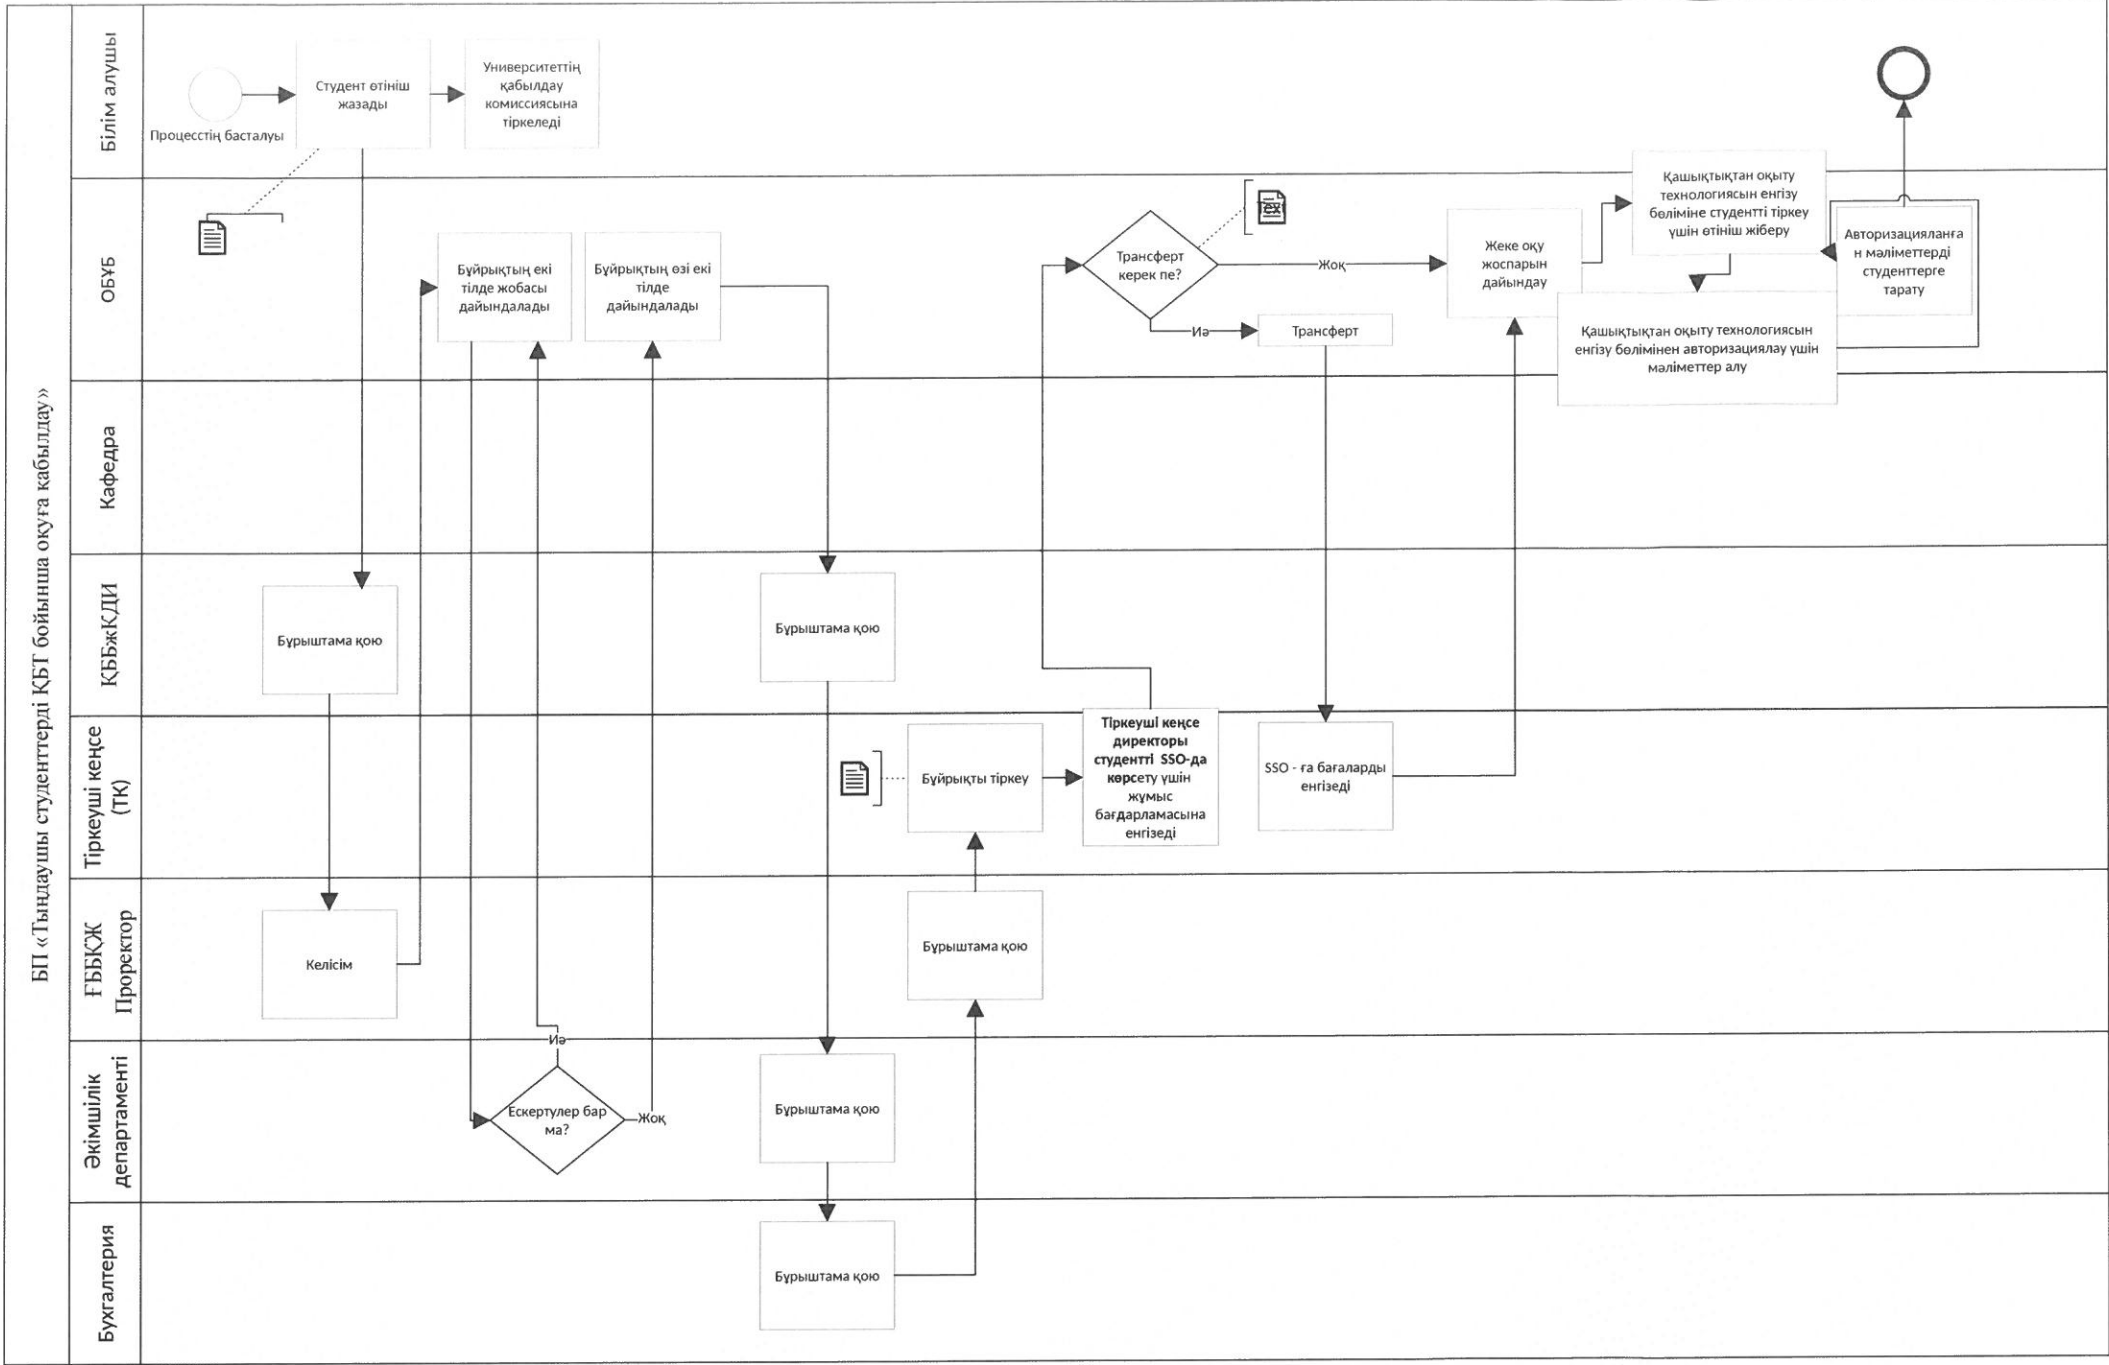 БП «Тыңдаушы студенттерді ҚБТ бойынша оқуға қабылдау»
Білім алушы
Процесстің басталуы
Студент өтініш
жазады
Университеттің
қабылдау
комиссиясына
тіркеледі
ОБҰБ
Бұйрықтың екі
тілде жобасы
дайындалады
Бұйрықтың өзі екі
тілде
дайындалады
Трансферт
керек пе?
Text
Жоқ
Иә
Трансферт
Жеке оқу
жоспарын
дайындау
Қашықтықтан оқыту
технологиясын енгізу
бөліміне студентті тіркеу
үшін өтініш жіберу
Қашықтықтан оқыту технологиясын
енгізу бөлімінен авторизациялау үшін
мәліметтер алу
Авторизацияланға
н мәліметтерді
студенттерге
тарату
Кафедра
ҚББжКДИ
Бұрыштама қою
Бұрыштама қою
Тіркеуші кеңсе
(ТК)
Бұйрықты тіркеу
Тіркеуші кеңсе
директоры
студентті SSO-да
көрсету үшін
жұмыс
бағдарламасына
енгізеді
SSO - ға бағаларды
енгізеді
ҒББҚЖ
Проректор
Келісім
Бұрыштама қою
Әкімшілік
департаменті
Иә
Ескертулер бар
ма?
Жоқ
Бұрыштама қою
Бухгалтерия
Бұрыштама қою